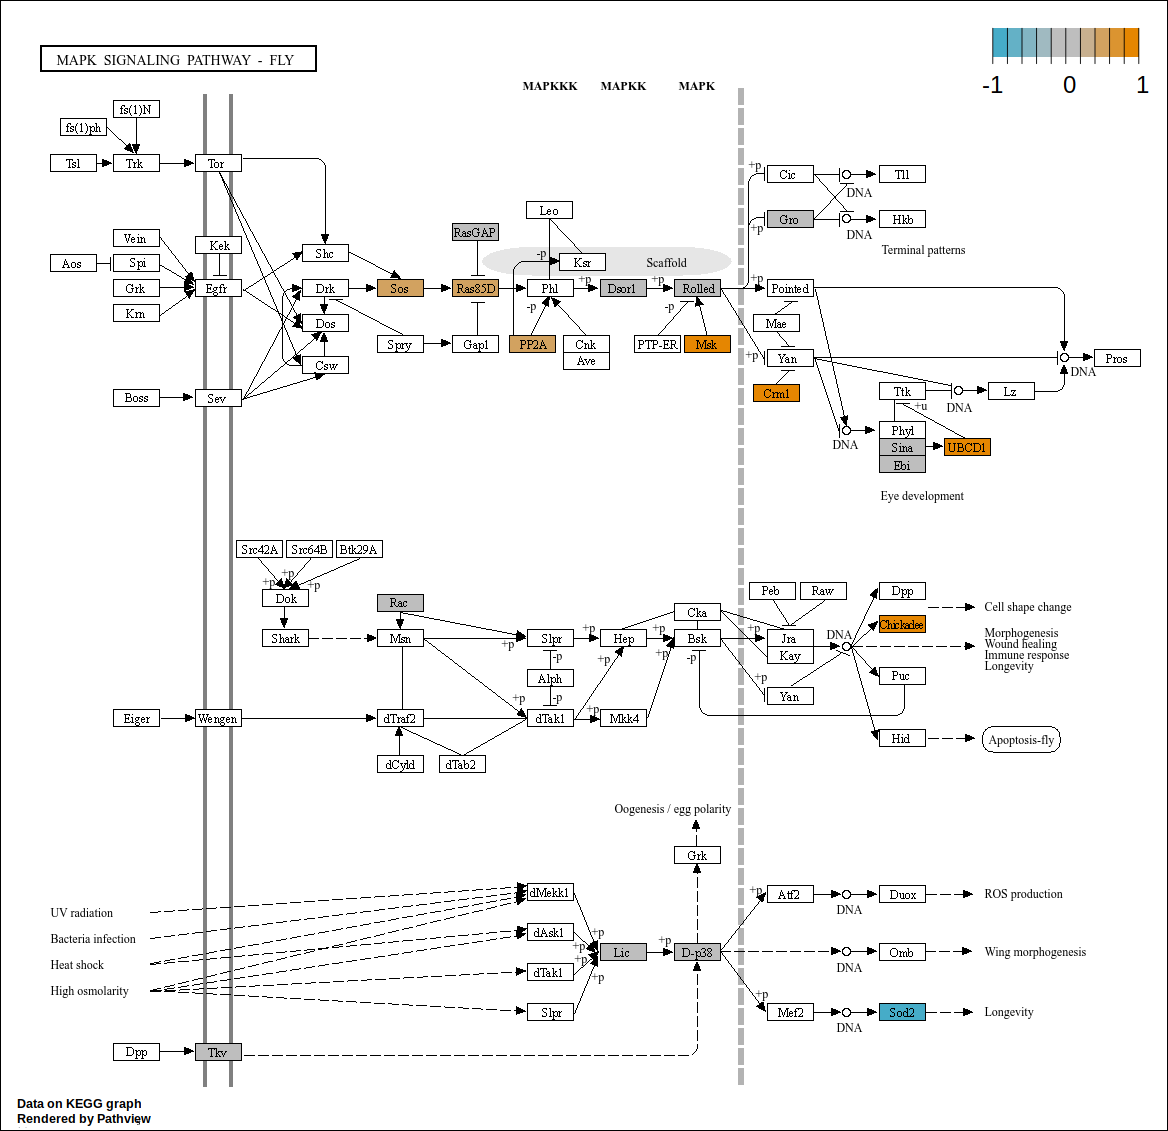 MAPK SIGNALING PATHWAY - FLY
-1 0 1
MAPKKK MAPKK MAPK
fs(1)N
fs(1)ph
Tsl Trk Tor
+p Cic Tll
DNA
Leo
Gro Hkb
+p DNA
RasGAP
Vein Kek
Terminal patterns
Shc
-p Ksr Scaffold
Aos Spi
+p +p +p
Grk Egfr Drk Sos Ras85D Phl Dsor1 Rolled Pointed
-p -p
Krn
Dos Mae
Spry Gap1 PP2A Cnk PTP-ER Msk
+p Yan Pros
Ave
Csw
DNA
Boss Sev
Crm1 Ttk Lz
+u DNA
Phyl
DNA Sina UBCD1
Ebi
Eye development
Src42A Src64B Btk29A
+p +p +p
Dok
Peb Raw Dpp
Rac
Cka
Cell shape change
Chickadee
+p +p +p
DNA
Morphogenesis
Shark Msn Slpr Hep Bsk Jra
Wound healing
+p
Immune response
-p +p +p -p Kay
Longevity
Alph
+p Puc
+p -p
Yan
+p
Eiger Wengen dTraf2 dTak1 Mkk4
Hid Apoptosis-fly
dCyld dTab2
Oogenesis / egg polarity
Grk
dMekk1 +p Atf2 Duox ROS production
DNA
UV radiation
dAsk1 +p
Bacteria infection
+p +p
Lic D-p38 Omb Wing morphogenesis
+p
DNA
Heat shock
dTak1 +p
High osmolarity
+p
Slpr Mef2 Sod2 Longevity
DNA
Dpp Tkv
Data on KEGG graph
Rendered by Pathview